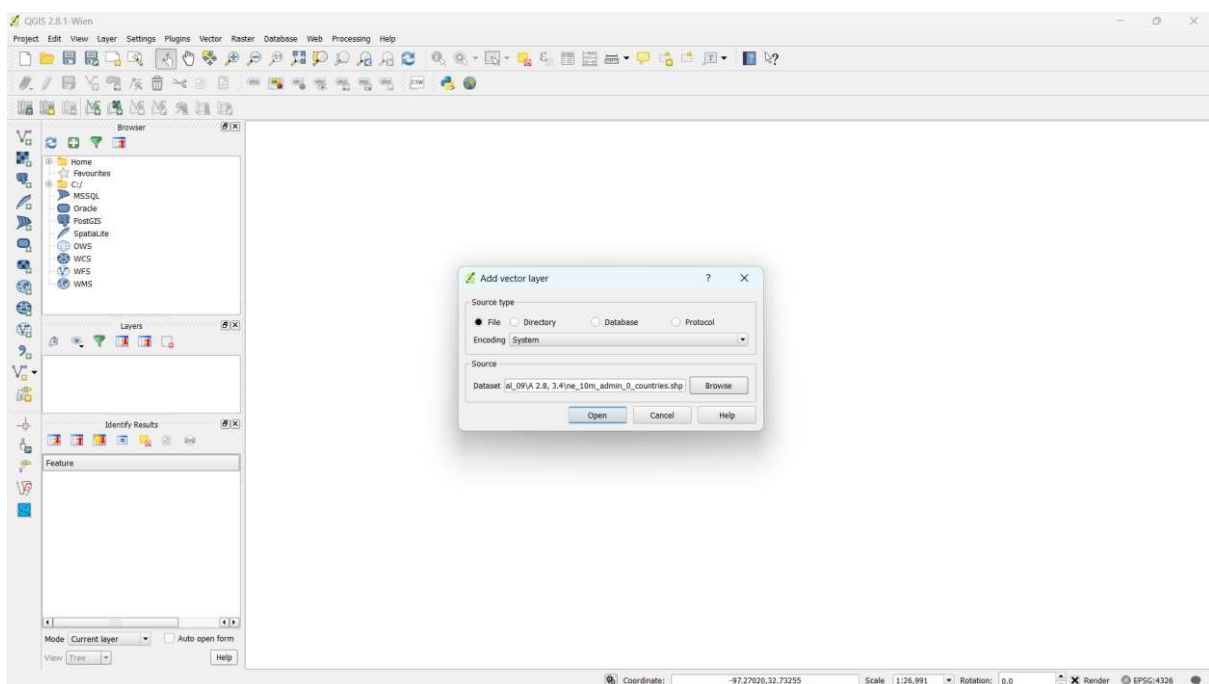 QGIS 2.8.1-Wien
Project Edit View Layer Settings Plugins Vector Raster Database Web Processing Help
CSW
Browser
Home
Favourites
C:/
MSSQL
Oracle
PostGIS
SpatiaLite
OWS
WCS
WFS
WMS
Layers
Identify Results
Feature
Mode Current layer Auto open form
View Tree Help
Add vector layer ?
Source type
File Directory Database Protocol
Encoding System
Source
Dataset al_09\A 2.8, 3.4\ne_10m_admin_0_countries.shp Browse
Open Cancel Help
Coordinate: -97.27020,32.73255 Scale 1:26.991 Rotation: 0.0 Render EPSG:4326